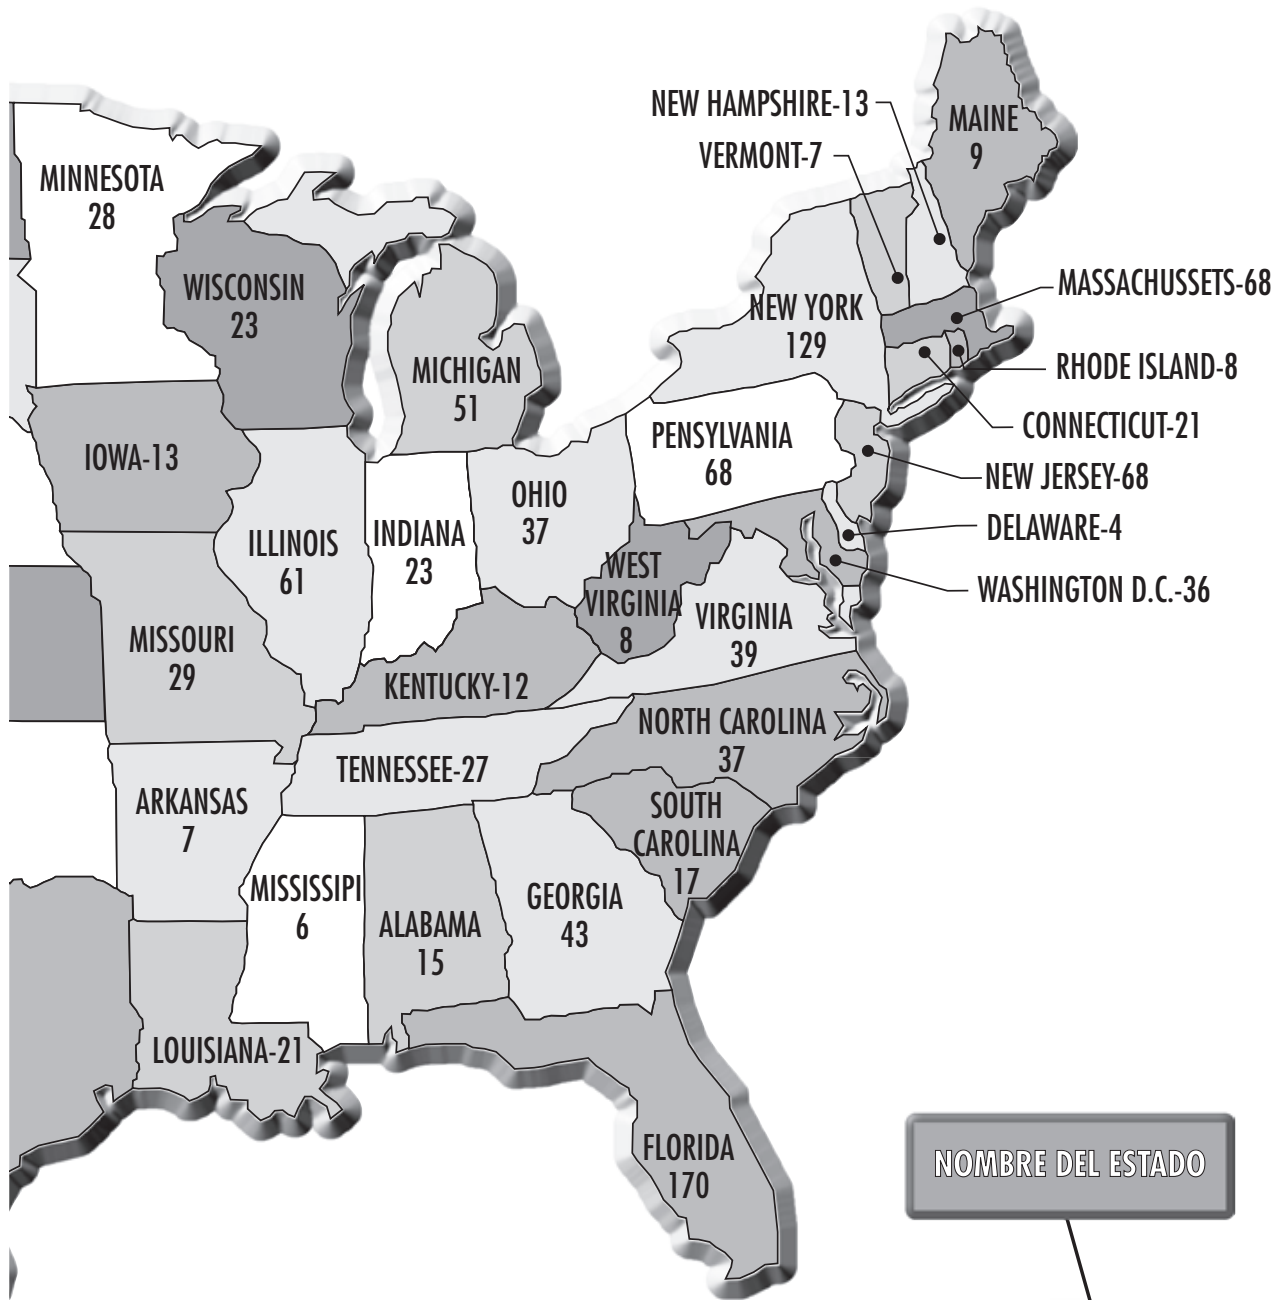 NEW HAMPSHIRE-13
MAINE
9
VERMONT-7
MINNESOTA
28
WISCONSIN
23
MASSACHUSSETS-68
NEW YORK
129
MICHIGAN
51
RHODE ISLAND-8
CONNECTICUT-21
PENSYLVANIA
68
IOWA-13
NEW JERSEY-68
OHIO
37
DELAWARE-4
INDIANA
23
ILLINOIS
61
WEST
VIRGINIA
8
WASHINGTON D.C.-36
VIRGINIA
39
MISSOURI
29
KENTUCKY-12
NORTH CAROLINA
37
TENNESSEE-27
ARKANSAS
7
SOUTH
CAROLINA
17
MISSISSIPI
6
GEORGIA
43
ALABAMA
15
LOUISIANA-21
FLORIDA
170
NOMBRE DEL ESTADO